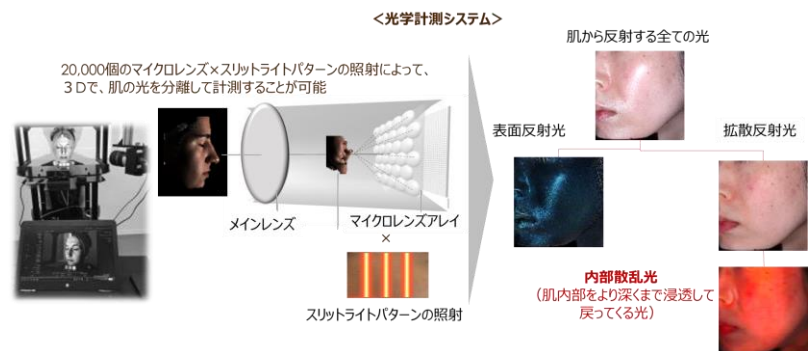 ＜光学計測システム＞
20,000個のマイクロレンズ×スリットライトパターンの照射によって、
３Ｄで、肌の光を分離して計測することが可能
メインレンズ
マイクロレンズアレイ
×
スリットライトパターンの照射
肌から反射する全ての光
表面反射光
拡散反射光
内部散乱光
（肌内部をより深くまで浸透して
戻ってくる光）